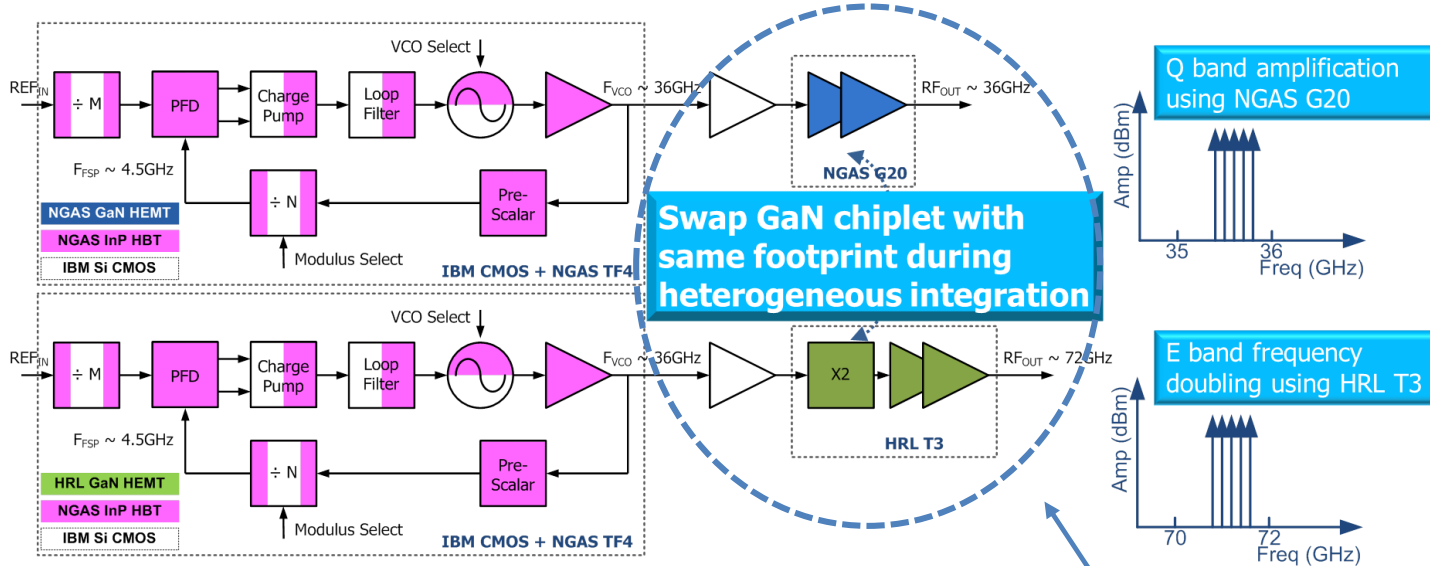 VCO Select
REF_IN
÷ M
PFD
Charge
Pump
Loop
Filter
F_VCO ~ 36GHz
RF_OUT ~ 36GHz
F_FSP ~ 4.5GHz
÷ N
Pre-
Scalar
Modulus Select
NGAS GaN HEMT
NGAS InP HBT
IBM Si CMOS
IBM CMOS + NGAS TF4
NGAS G20
Swap GaN chiplet with
same footprint during
heterogeneous integration
Q band amplification
using NGAS G20
Amp (dBm)
35
36
Freq (GHz)
VCO Select
REF_IN
÷ M
PFD
Charge
Pump
Loop
Filter
F_VCO ~ 36GHz
X2
RF_OUT ~ 72GHz
F_FSP ~ 4.5GHz
÷ N
Pre-
Scalar
Modulus Select
HRL GaN HEMT
NGAS InP HBT
IBM Si CMOS
IBM CMOS + NGAS TF4
HRL T3
E band frequency
doubling using HRL T3
Amp (dBm)
70
72
Freq (GHz)